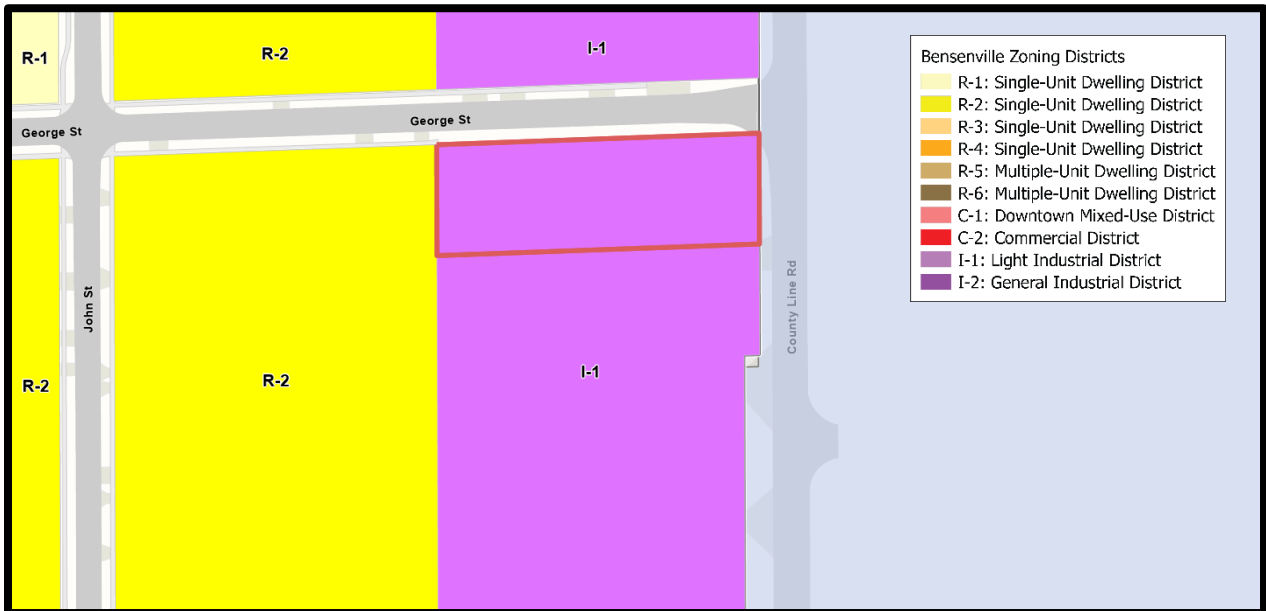 R-1
R-2
I-1
George St
George St
John St
R-2
R-2
I-1
County Line Rd
Bensenville Zoning Districts
R-1: Single-Unit Dwelling District
R-2: Single-Unit Dwelling District
R-3: Single-Unit Dwelling District
R-4: Single-Unit Dwelling District
R-5: Multiple-Unit Dwelling District
R-6: Multiple-Unit Dwelling District
C-1: Downtown Mixed-Use District
C-2: Commercial District
I-1: Light Industrial District
I-2: General Industrial District